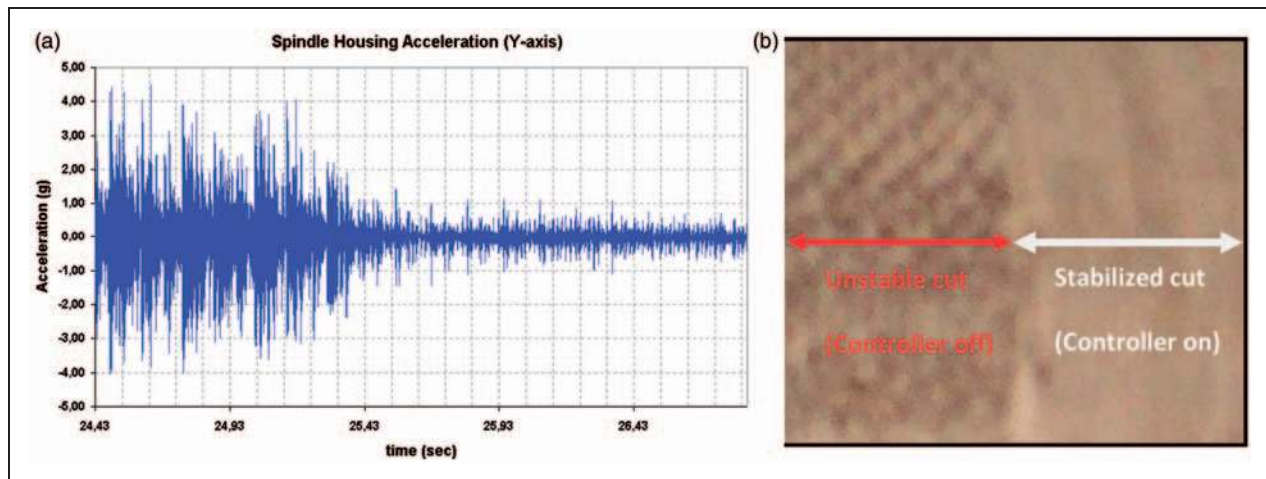 (a)
Spindle Housing Acceleration (Y-axis)
Acceleration (g)
5,00
4,00
3,00
2,00
1,00
0,00
-1,00
-2,00
-3,00
-4,00
-5,00
24,43 24,93 25,43 25,93 26,43
time (sec)
(b)
Unstable cut
(Controller off)
Stabilized cut
(Controller on)